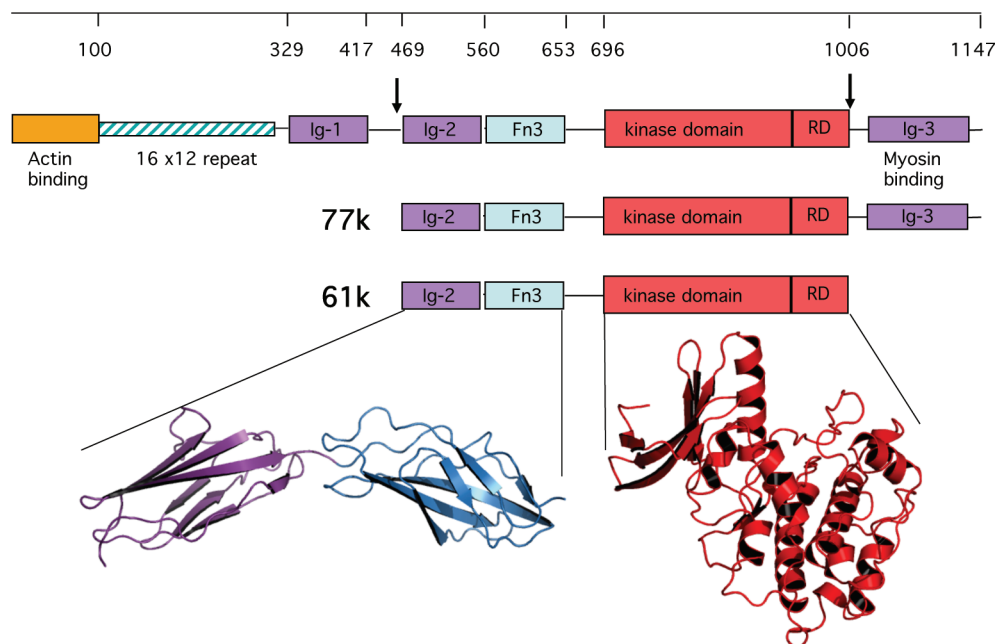 100 329 417 469 560 653 696 1006 1147
Ig-1 Ig-2 Fn3 kinase domain RD Ig-3
Actin
binding
16 x12 repeat
Myosin
binding
77k Ig-2 Fn3 kinase domain RD Ig-3
61k Ig-2 Fn3 kinase domain RD